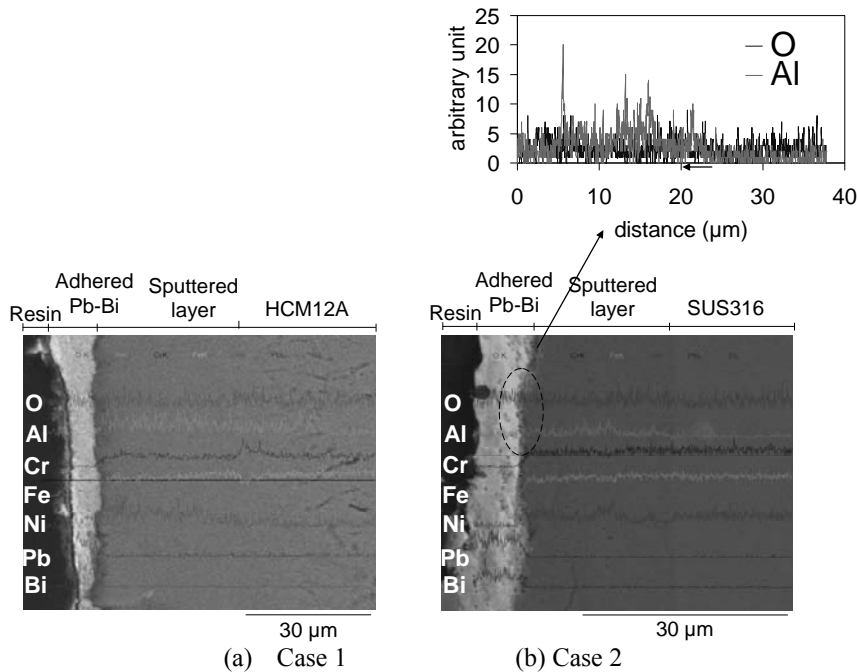 25
20
15
10
5
0
arbitrary unit
O
Al
0 10 20 30 40
distance (µm)
Adhered Pb-Bi
Sputtered layer
Resin
HCM12A
O
Al
Cr
Fe
Ni
Pb
Bi
30 µm
(a) Case 1
Adhered Pb-Bi
Sputtered layer
Resin
SUS316
O
Al
Cr
Fe
Ni
Pb
Bi
30 µm
(b) Case 2